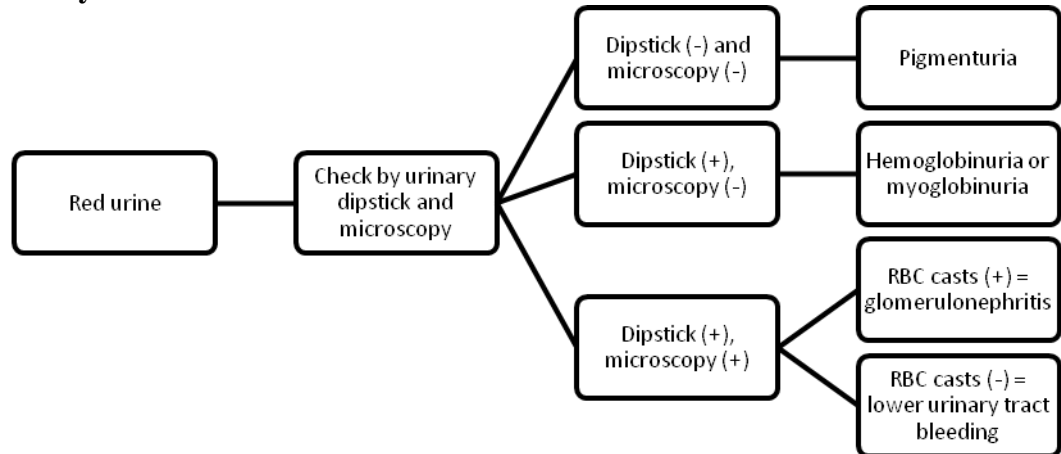 Dipstick (-) and
microscopy (-)
Pigmenturia
Red urine
Check by urinary
dipstick and
microscopy
Dipstick (+),
microscopy (-)
Hemoglobinuria or
myoglobinuria
Dipstick (+),
microscopy (+)
RBC casts (+) =
glomerulonephritis
RBC casts (-) =
lower urinary tract
bleeding